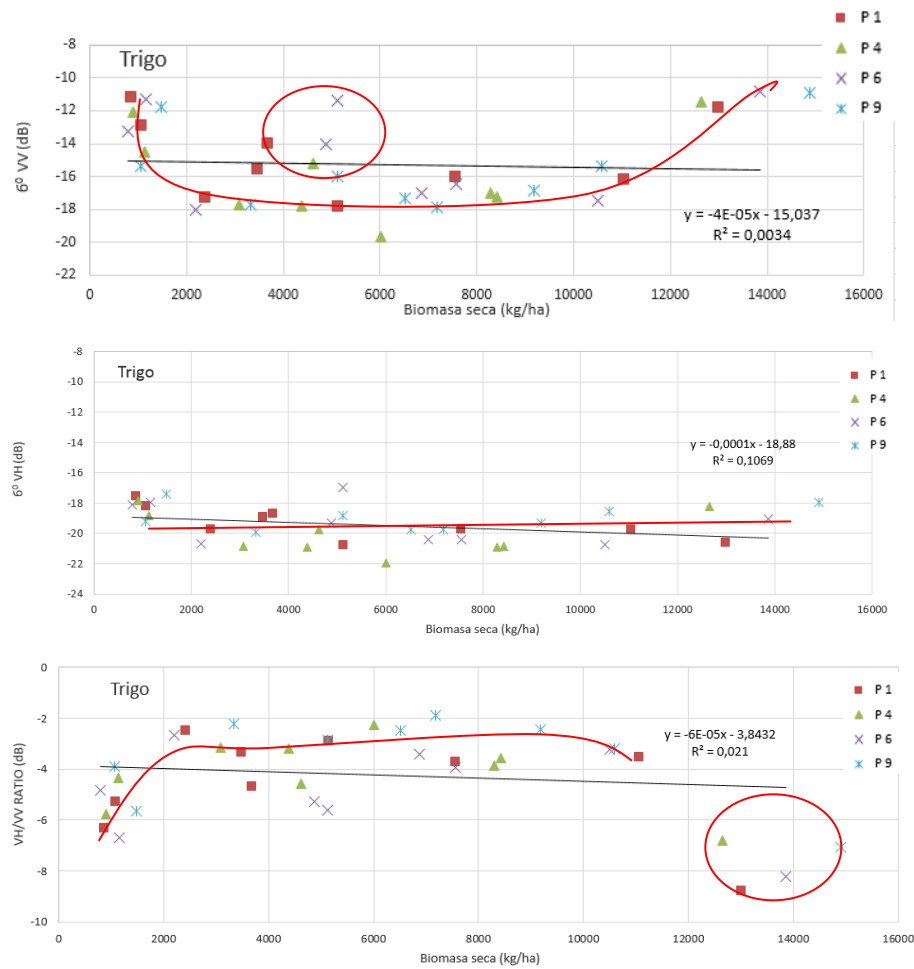 Trigo
P 1
P 4
P 6
P 9
-8
-10
-12
-14
-16
-18
-20
-22
6⁰ VV (dB)
y = -4E-05x - 15,037
R² = 0,0034
0 2000 4000 6000 8000 10000 12000 14000 16000
Biomasa seca (kg/ha)
Trigo
P 1
P 4
P 6
P 9
-8
-10
-12
-14
-16
-18
-20
-22
-24
6⁰ VH (dB)
y = -0,0001x - 18,88
R² = 0,1069
0 2000 4000 6000 8000 10000 12000 14000 16000
Biomasa seca (kg/ha)
Trigo
P 1
P 4
P 6
P 9
0
-2
-4
-6
-8
-10
VH/VV RATIO (dB)
y = -6E-05x - 3,8432
R² = 0,021
0 2000 4000 6000 8000 10000 12000 14000 16000
Biomasa seca (kg/ha)